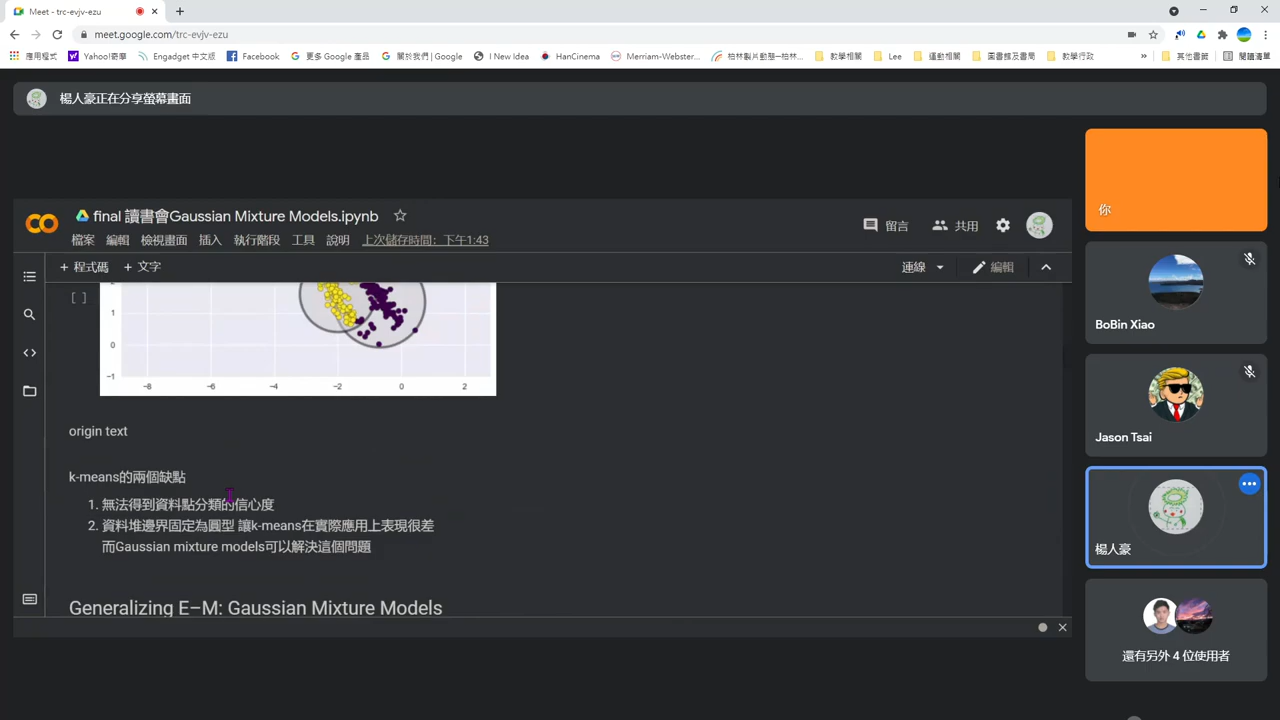 Meet - trc-evjv-ezu
meet.google.com/trc-evjv-ezu
應用程式
Yahoo!奇摩
Engadget 中文版
Facebook
更多 Google 產品
關於我們 | Google
I New Idea
HanCinema
Merriam-Webster...
柏林製片動態─柏林...
教學相關
Lee
運動相關
圖書館及書局
教學行政
»
其他書籤
閱讀清單
楊人豪正在分享螢幕畫面
final 讀書會Gaussian Mixture Models.ipynb
檔案 編輯 檢視畫面 插入 執行階段 工具 說明 上次儲存時間：下午1:43
留言
共用
+ 程式碼 + 文字
連線
編輯
[ ]
1
0
−1
−8 −6 −4 −2 0 2
origin text
k-means的兩個缺點
1. 無法得到資料點分類的信心度
2. 資料堆邊界固定為圓型 讓k-means在實際應用上表現很差
而Gaussian mixture models可以解決這個問題
Generalizing E–M: Gaussian Mixture Models
你
BoBin Xiao
Jason Tsai
楊人豪
還有另外 4 位使用者